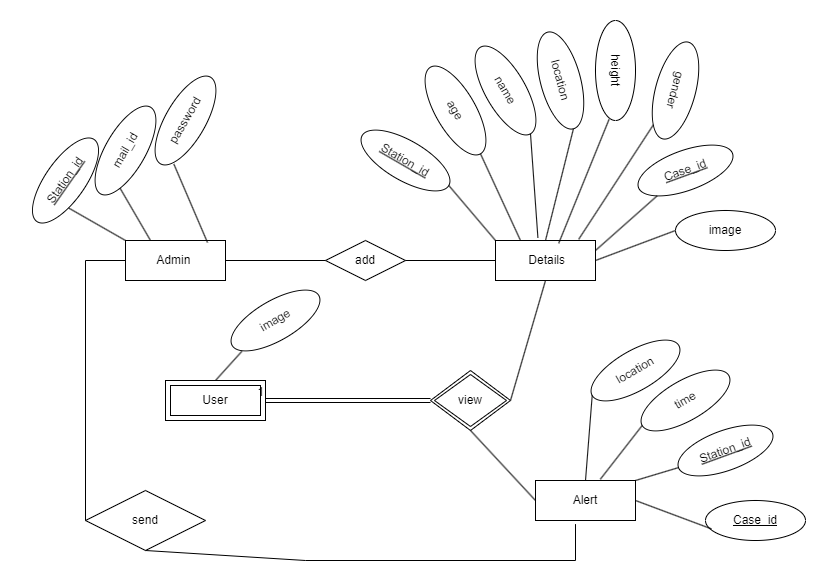 height
location
name
gender
age
password
mail_id
Station_id
Station_id
Case_id
image
Admin
add
Details
image
location
User
view
time
Station_id
Alert
send
Case_id